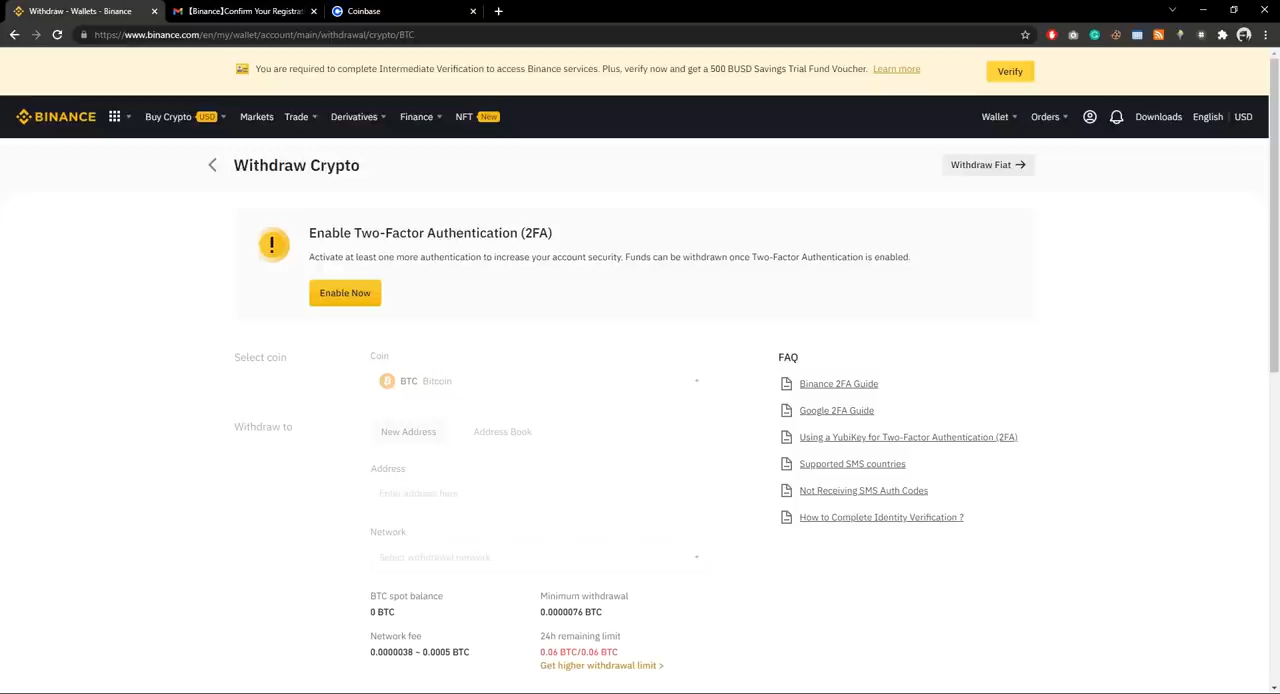 Withdraw - Wallets - Binance
【Binance】Confirm Your Registrat
Coinbase
https://www.binance.com/en/my/wallet/account/main/withdrawal/crypto/BTC
You are required to complete Intermediate Verification to access Binance services. Plus, verify now and get a 500 BUSD Savings Trial Fund Voucher. Learn more
Verify
BINANCE
Buy Crypto USD
Markets
Trade
Derivatives
Finance
NFT New
Wallet
Orders
Downloads
English
USD
Withdraw Crypto
Withdraw Fiat
Enable Two-Factor Authentication (2FA)
Activate at least one more authentication to increase your account security. Funds can be withdrawn once Two-Factor Authentication is enabled.
Enable Now
Select coin
Coin
BTC Bitcoin
Withdraw to
New Address
Address Book
Address
Enter address here
Network
Select withdrawal network
BTC spot balance
0 BTC
Minimum withdrawal
0.0000076 BTC
Network fee
0.0000038 ~ 0.0005 BTC
24h remaining limit
0.06 BTC/0.06 BTC
Get higher withdrawal limit >
FAQ
Binance 2FA Guide
Google 2FA Guide
Using a YubiKey for Two-Factor Authentication (2FA)
Supported SMS countries
Not Receiving SMS Auth Codes
How to Complete Identity Verification ?